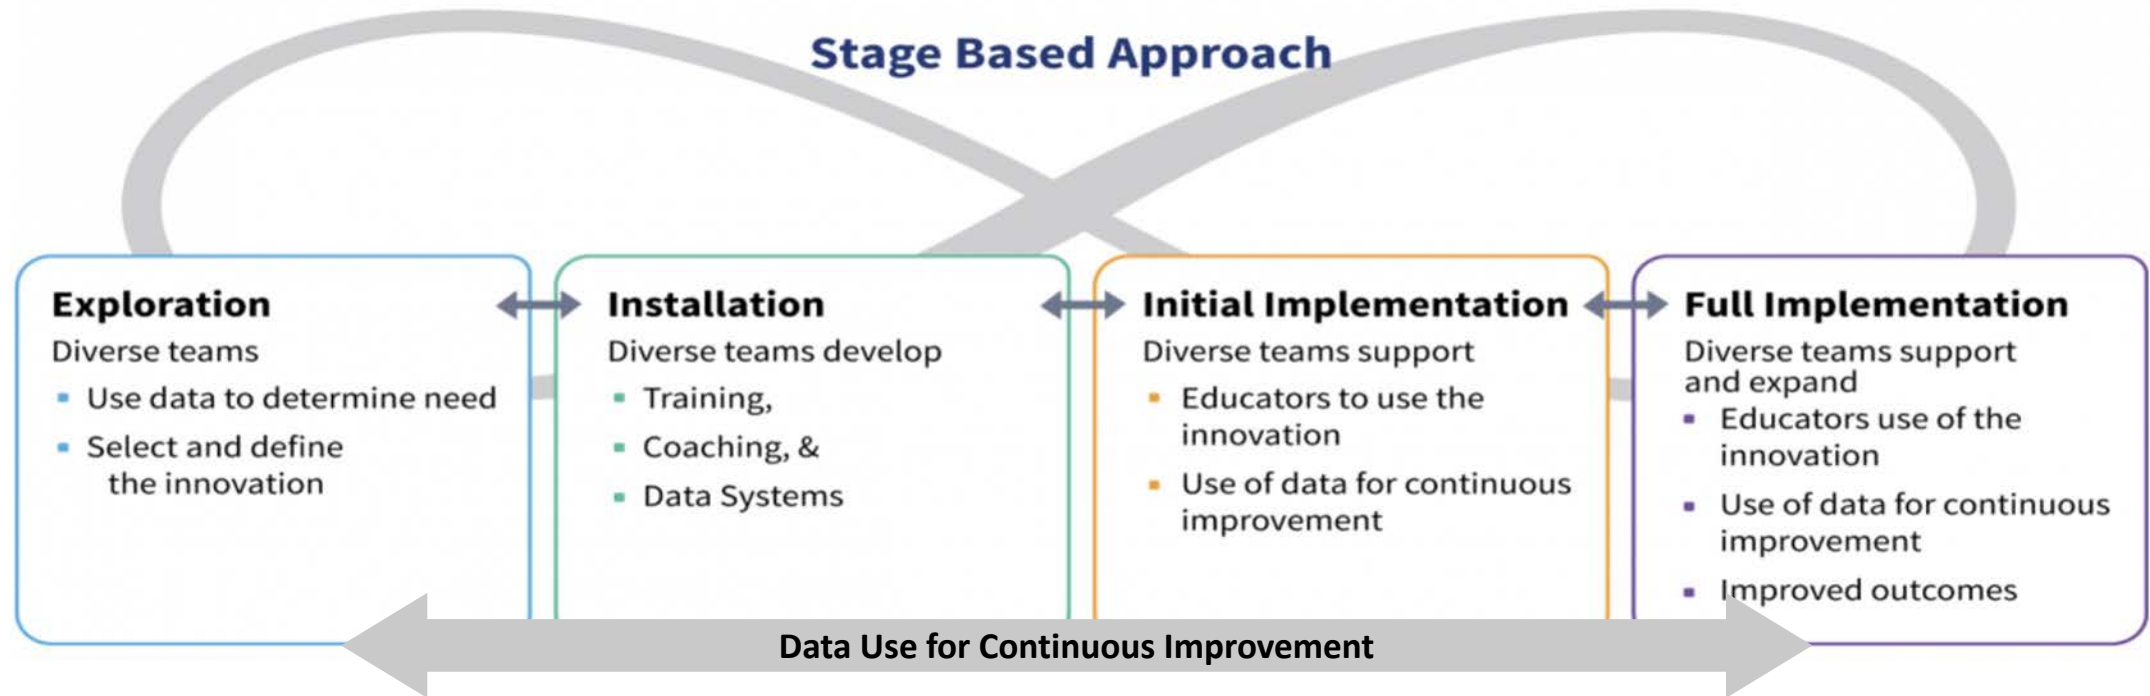 Stage Based Approach
Exploration
Diverse teams
▪ Use data to determine need
▪ Select and define
the innovation
Installation
Diverse teams develop
▪ Training,
▪ Coaching, &
▪ Data Systems
Initial Implementation
Diverse teams support
▪ Educators to use the
innovation
▪ Use of data for continuous
improvement
Full Implementation
Diverse teams support
and expand
▪ Educators use of the
innovation
▪ Use of data for continuous
improvement
▪ Improved outcomes
Data Use for Continuous Improvement